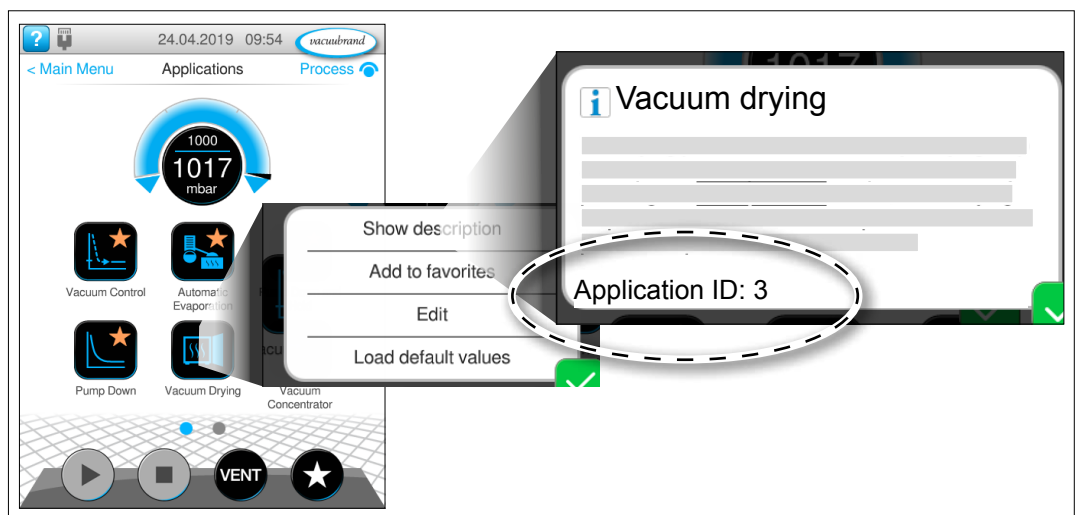 ?
24.04.2019 09:54
vacuubrand
< Main Menu
Applications
Process
1000
1017
mbar
Vacuum Control
Automatic
Evaporation
Pump Down
Vacuum Drying
Vacuum
Concentrator
VENT
Show description
Add to favorites
Edit
Load default values
1017
i Vacuum drying
Application ID: 3